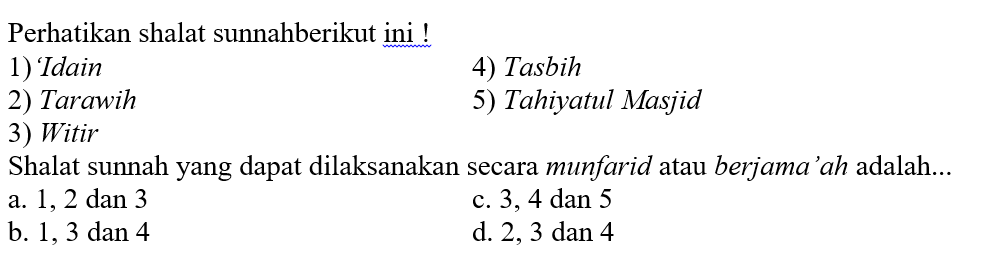 Perhatikan shalat sunnahberikut ini !
1) ‘Idain 4) Tasbih
2) Tarawih 5) Tahiyatul Masjid
3) Witir
Shalat sunnah yang dapat dilaksanakan secara munfarid atau berjama’ah adalah...
a. 1, 2 dan 3 c. 3, 4 dan 5
b. 1, 3 dan 4 d. 2, 3 dan 4